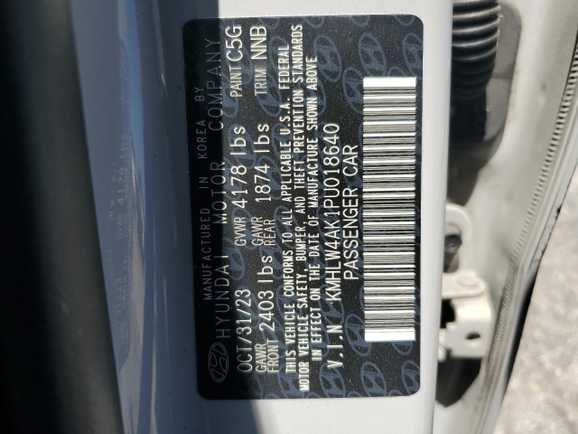 MANUFACTURED IN KOREA BY
HYUNDAI MOTOR COMPANY
OCT/31/23 GVWR 4178 lbs PAINT C5G
GAWR FRONT 2403 lbs GAWR REAR 1874 lbs TRIM NNB
THIS VEHICLE CONFORMS TO ALL APPLICABLE U.S.A. FEDERAL
MOTOR VEHICLE SAFETY, BUMPER, AND THEFT PREVENTION STANDARDS
IN EFFECT ON THE DATE OF MANUFACTURE SHOWN ABOVE
V.I.N KMHLW4AK1PU018640
PASSENGER CAR